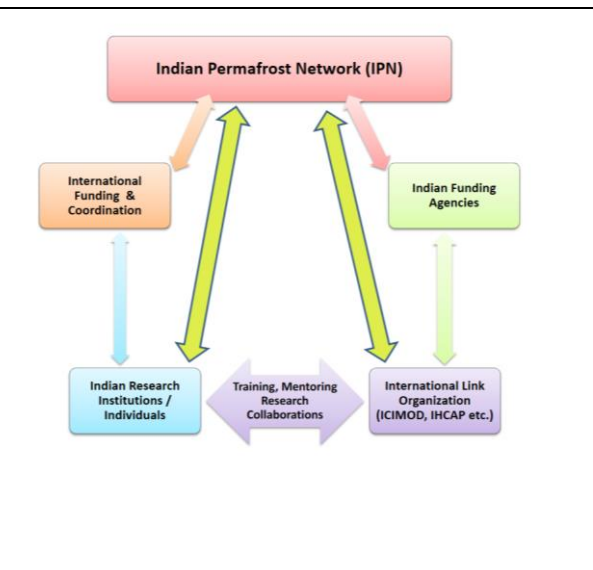 Indian Permafrost Network (IPN)
International
Funding &
Coordination
Indian Funding
Agencies
Indian Research
Institutions /
Individuals
Training, Mentoring
Research
Collaborations
International Link
Organization
(ICIMOD, IHCAP etc.)